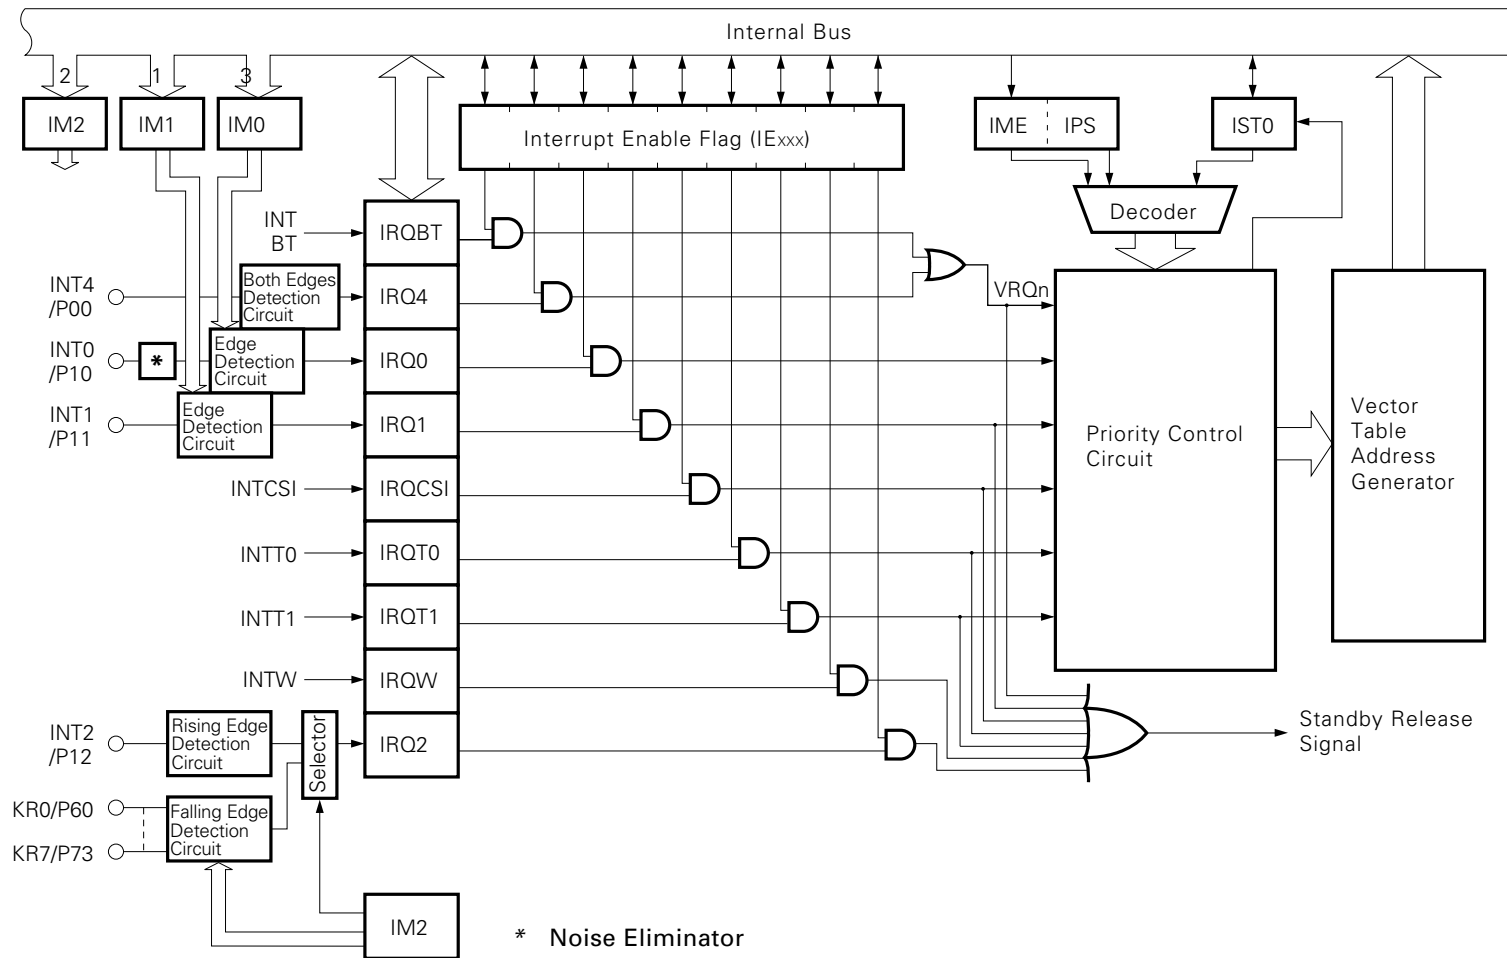 Internal Bus
2
1
3
IM2
IM1
IM0
Interrupt Enable Flag (IExxx)
IME
IPS
IST0
Decoder
INT
BT
IRQBT
INT4
/P00
Both Edges
Detection
Circuit
IRQ4
VRQn
INT0
/P10
*
Edge
Detection
Circuit
IRQ0
INT1
/P11
Edge
Detection
Circuit
IRQ1
Priority Control
Circuit
Vector
Table
Address
Generator
INTCSI
IRQCSI
INTT0
IRQT0
INTT1
IRQT1
INTW
IRQW
INT2
/P12
Rising Edge
Detection
Circuit
Selector
IRQ2
Standby Release
Signal
KR0/P60
KR7/P73
Falling Edge
Detection
Circuit
IM2
* Noise Eliminator